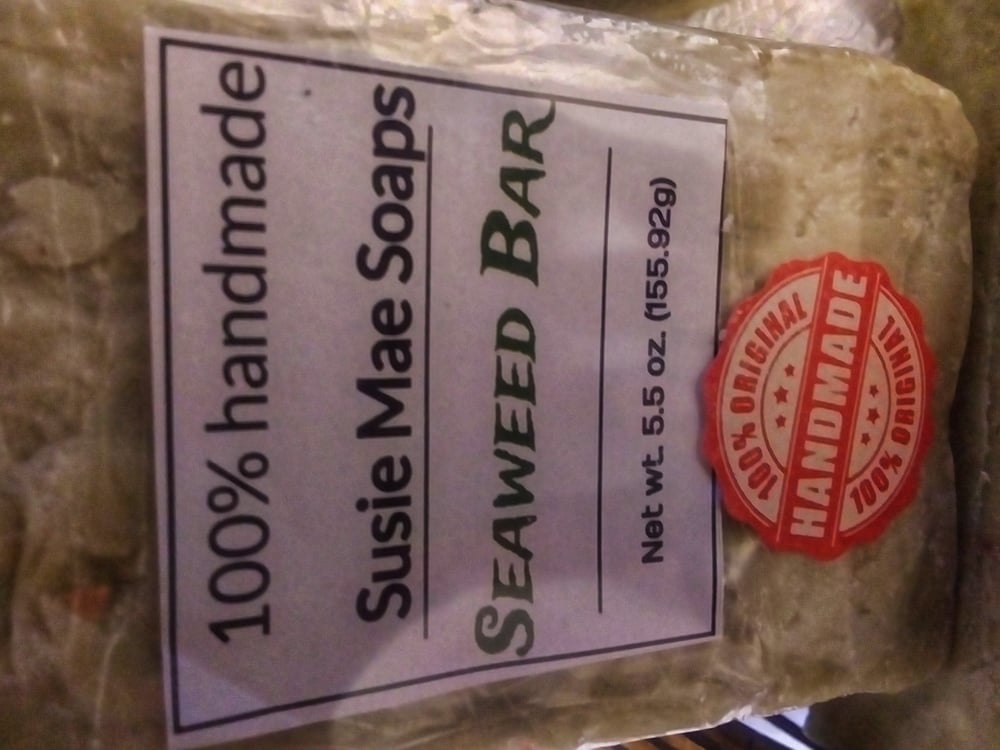 100% handmade
Susie Mae Soaps
SEAWEED BAR
Net wt. 5.5 oz. (155.92g)
100% ORIGINAL
HANDMADE
100% ORIGINAL